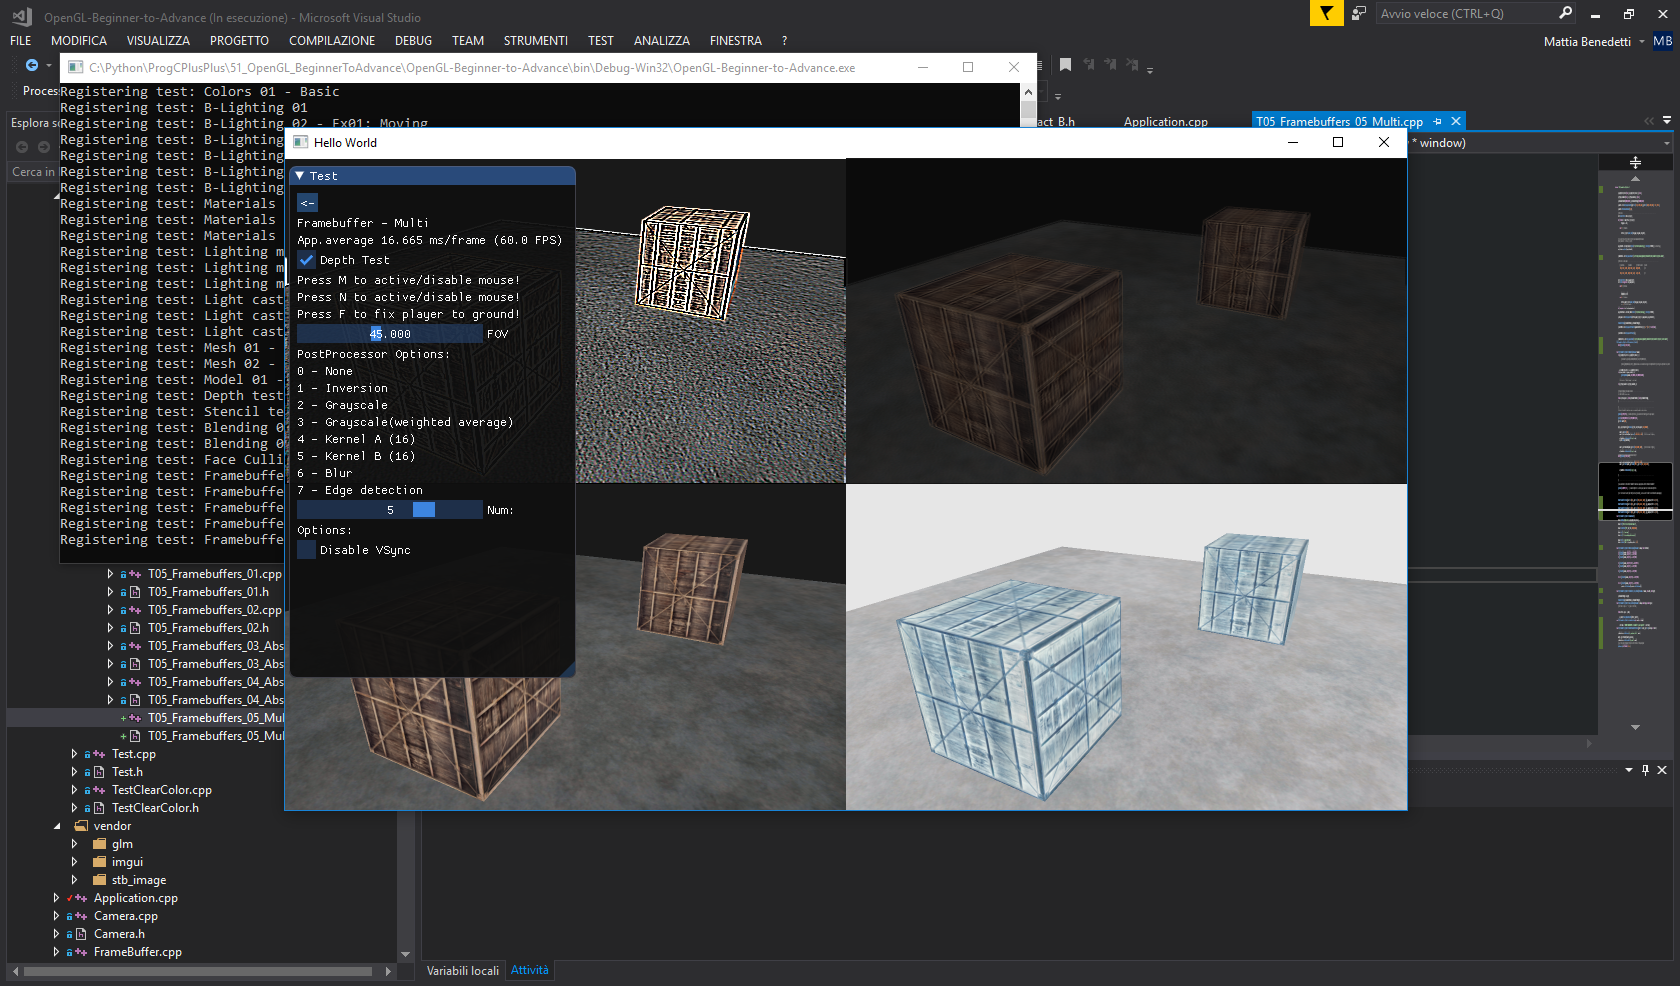 OpenGL-Beginner-to-Advance (In esecuzione) - Microsoft Visual Studio
Avvio veloce (CTRL+Q)
FILE MODIFICA VISUALIZZA PROGETTO COMPILAZIONE DEBUG TEAM STRUMENTI TEST ANALIZZA FINESTRA ?
Mattia Benedetti MB
C:\Python\ProgCPlusPlus\51_OpenGL_BeginnerToAdvance\OpenGL-Beginner-to-Advance\bin\Debug-Win32\OpenGL-Beginner-to-Advance.exe
Proces
Registering test: Colors 01 - Basic
Registering test: B-Lighting 01
Registering test: B-Lighting 02 - Ex01: Moving
Registering test: B-Lighting
Registering test: B-Lighting
Registering test: B-Lighting
Registering test: B-Lighting
Registering test: Materials
Registering test: Materials
Registering test: Materials
Registering test: Lighting m
Registering test: Lighting m
Registering test: Lighting m
Registering test: Light cast
Registering test: Light cast
Registering test: Light cast
Registering test: Mesh 01 -
Registering test: Mesh 02 -
Registering test: Model 01 -
Registering test: Depth test
Registering test: Stencil te
Registering test: Blending 0
Registering test: Blending 0
Registering test: Face Culli
Registering test: Framebuffe
Registering test: Framebuffe
Registering test: Framebuffe
Registering test: Framebuffe
Registering test: Framebuffe
Esplora so
Cerca in
act_B.h Application.cpp T05_Framebuffers_05_Multi.cpp
* window)
Hello World
Test
<-
Framebuffer - Multi
App.average 16.665 ms/frame (60.0 FPS)
Depth Test
Press M to active/disable mouse!
Press N to active/disable mouse!
Press F to fix player to ground!
45.000 FOV
PostProcessor Options:
0 - None
1 - Inversion
2 - Grayscale
3 - Grayscale(weighted average)
4 - Kernel A (16)
5 - Kernel B (16)
6 - Blur
7 - Edge detection
5 Num:
Options:
Disable VSync
T05_Framebuffers_01.cpp
T05_Framebuffers_01.h
T05_Framebuffers_02.cpp
T05_Framebuffers_02.h
T05_Framebuffers_03_Abs
T05_Framebuffers_03_Abs
T05_Framebuffers_04_Abs
T05_Framebuffers_04_Abs
T05_Framebuffers_05_Mul
T05_Framebuffers_05_Mul
Test.cpp
Test.h
TestClearColor.cpp
TestClearColor.h
vendor
glm
imgui
stb_image
Application.cpp
Camera.cpp
Camera.h
FrameBuffer.cpp
Variabili locali Attività